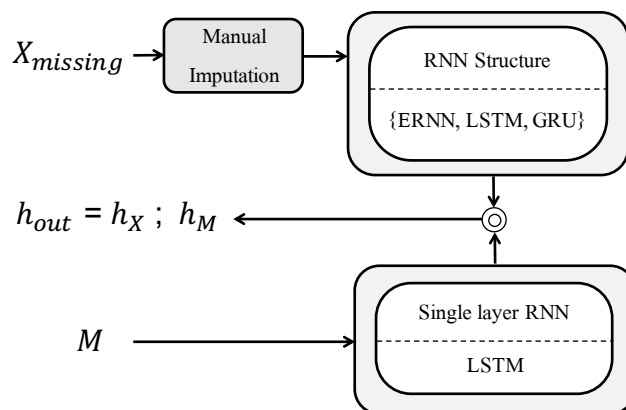 X_missing
Manual
Imputation
RNN Structure
{ERNN, LSTM, GRU}
h_out = h_X ; h_M
M
Single layer RNN
LSTM